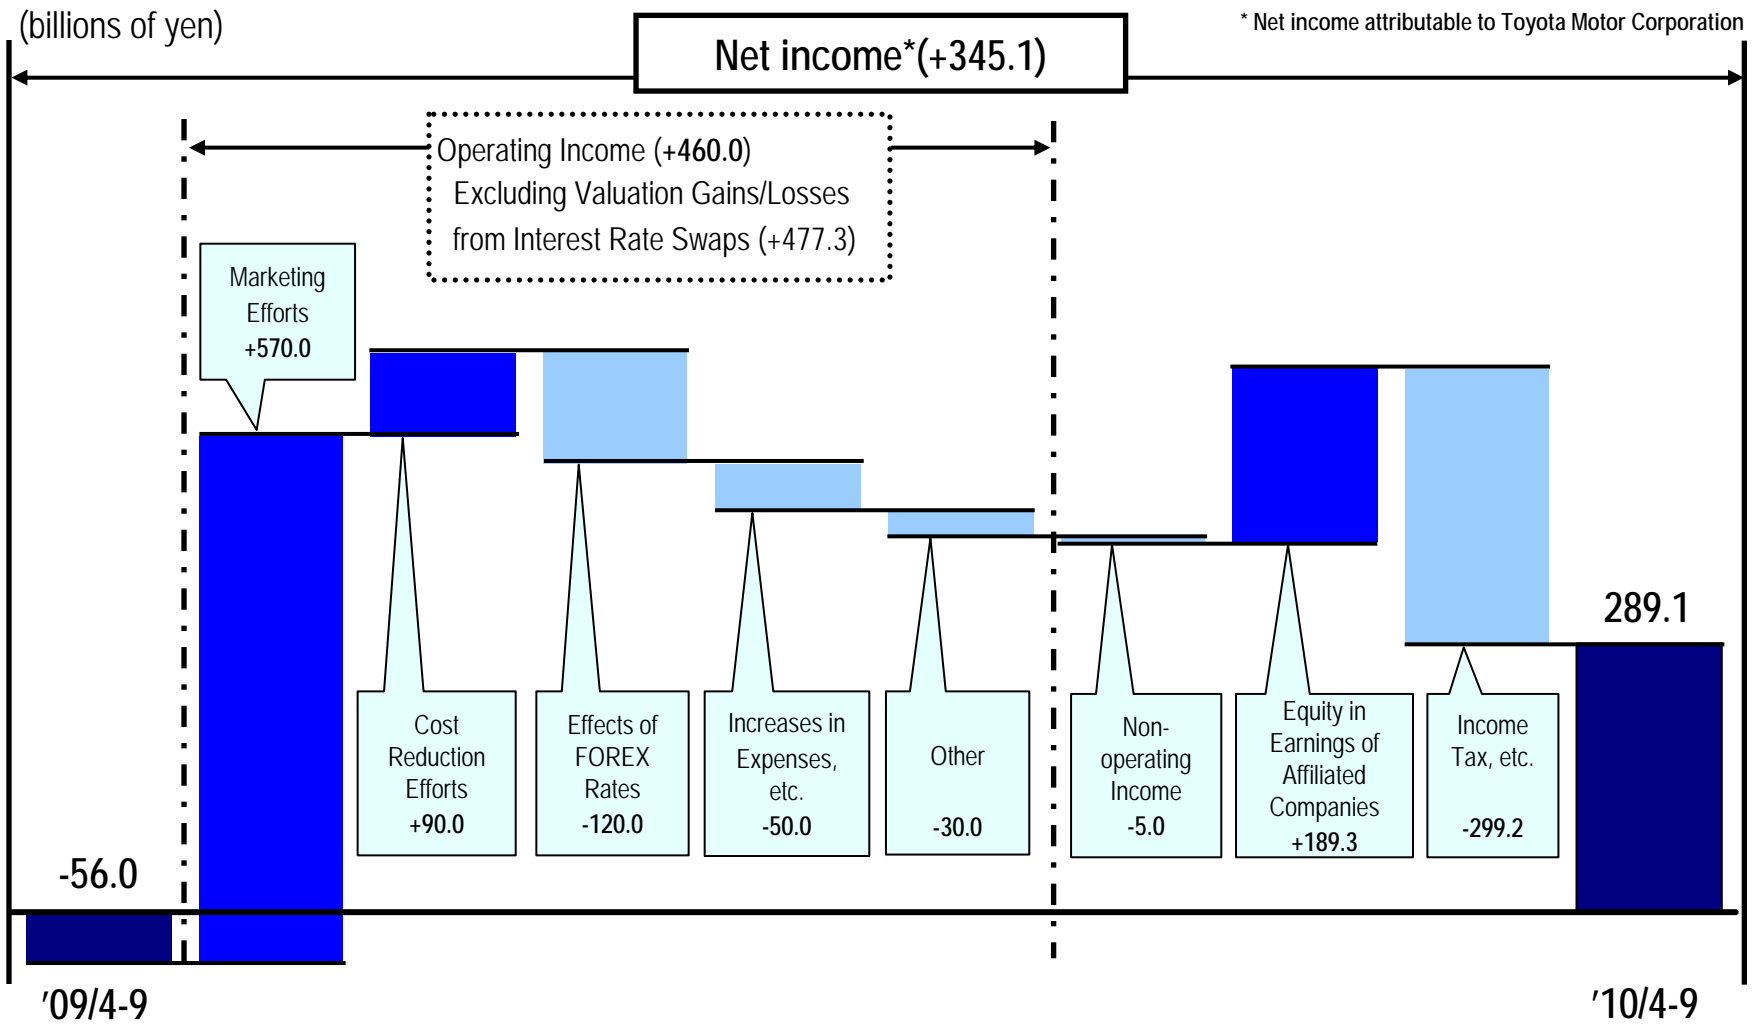 (billions of yen)
* Net income attributable to Toyota Motor Corporation
Net income*(+345.1)
Operating Income (+460.0)
Excluding Valuation Gains/Losses
from Interest Rate Swaps (+477.3)
Marketing
Efforts
+570.0
Cost
Reduction
Efforts
+90.0
Effects of
FOREX
Rates
-120.0
Increases in
Expenses,
etc.
-50.0
Other
-30.0
Non-
operating
Income
-5.0
Equity in
Earnings of
Affiliated
Companies
+189.3
Income
Tax, etc.
-299.2
289.1
-56.0
'09/4-9
'10/4-9